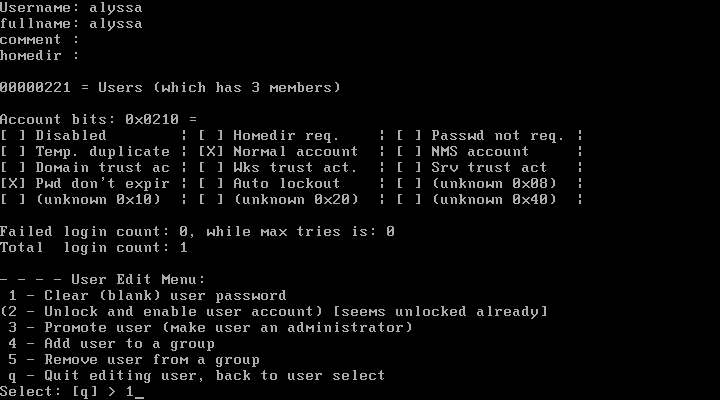 Username: alyssa
fullname: alyssa
comment :
homedir :
00000221 = Users (which has 3 members)
Account bits: 0x0210 =
[ ] Disabled        ¦ [ ] Homedir req.    ¦ [ ] Passwd not req. ¦
[ ] Temp. duplicate ¦ [X] Normal account  ¦ [ ] NMS account     ¦
[ ] Domain trust ac ¦ [ ] Wks trust act.  ¦ [ ] Srv trust act   ¦
[X] Pwd don't expir ¦ [ ] Auto lockout    ¦ [ ] (unknown 0x08)  ¦
[ ] (unknown 0x10)  ¦ [ ] (unknown 0x20)  ¦ [ ] (unknown 0x40)  ¦
Failed login count: 0, while max tries is: 0
Total  login count: 1
- - - - User Edit Menu:
 1 - Clear (blank) user password
(2 - Unlock and enable user account) [seems unlocked already]
 3 - Promote user (make user an administrator)
 4 - Add user to a group
 5 - Remove user from a group
 q - Quit editing user, back to user select
Select: [q] > 1_